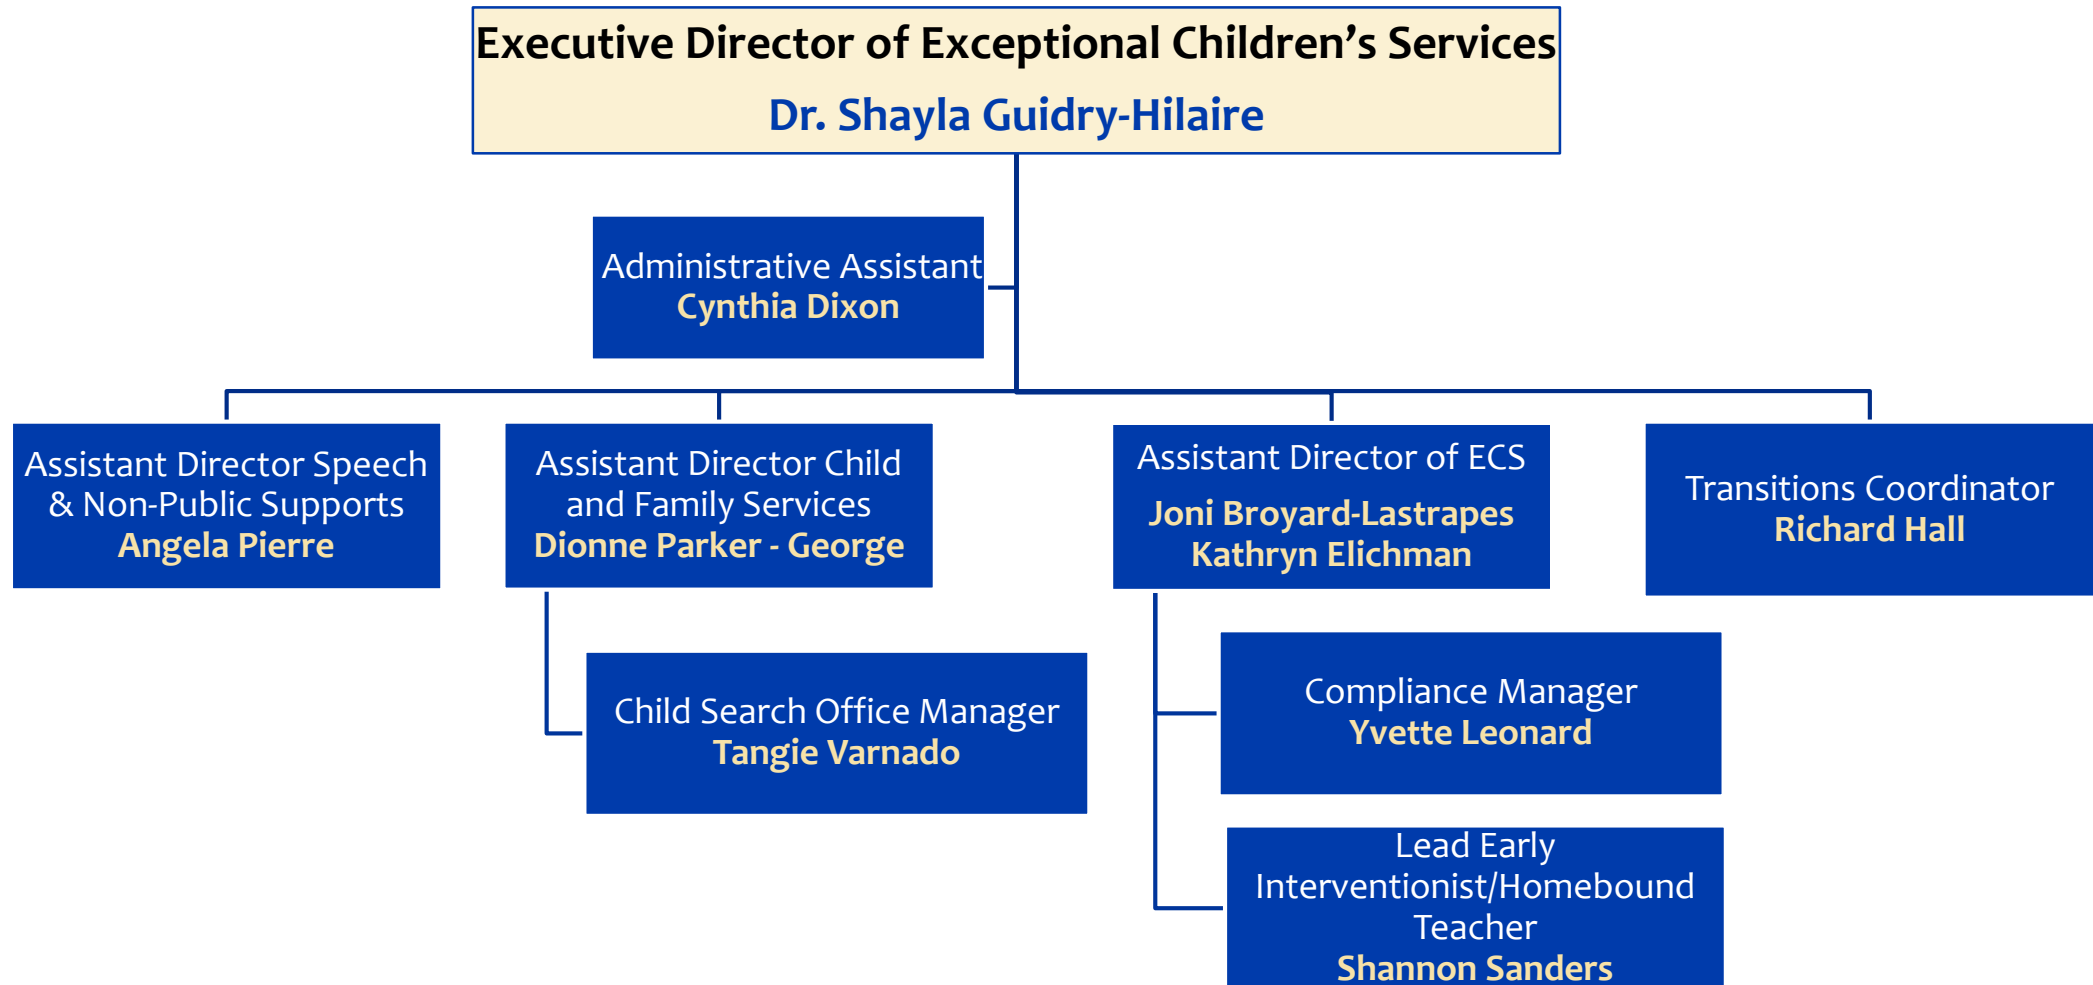 Executive Director of Exceptional Children’s Services
Dr. Shayla Guidry-Hilaire
Administrative Assistant
Cynthia Dixon
Assistant Director Speech
& Non-Public Supports
Angela Pierre
Assistant Director Child
and Family Services
Dionne Parker - George
Assistant Director of ECS
Joni Broyard-Lastrapes
Kathryn Elichman
Transitions Coordinator
Richard Hall
Child Search Office Manager
Tangie Varnado
Compliance Manager
Yvette Leonard
Lead Early
Interventionist/Homebound
Teacher
Shannon Sanders